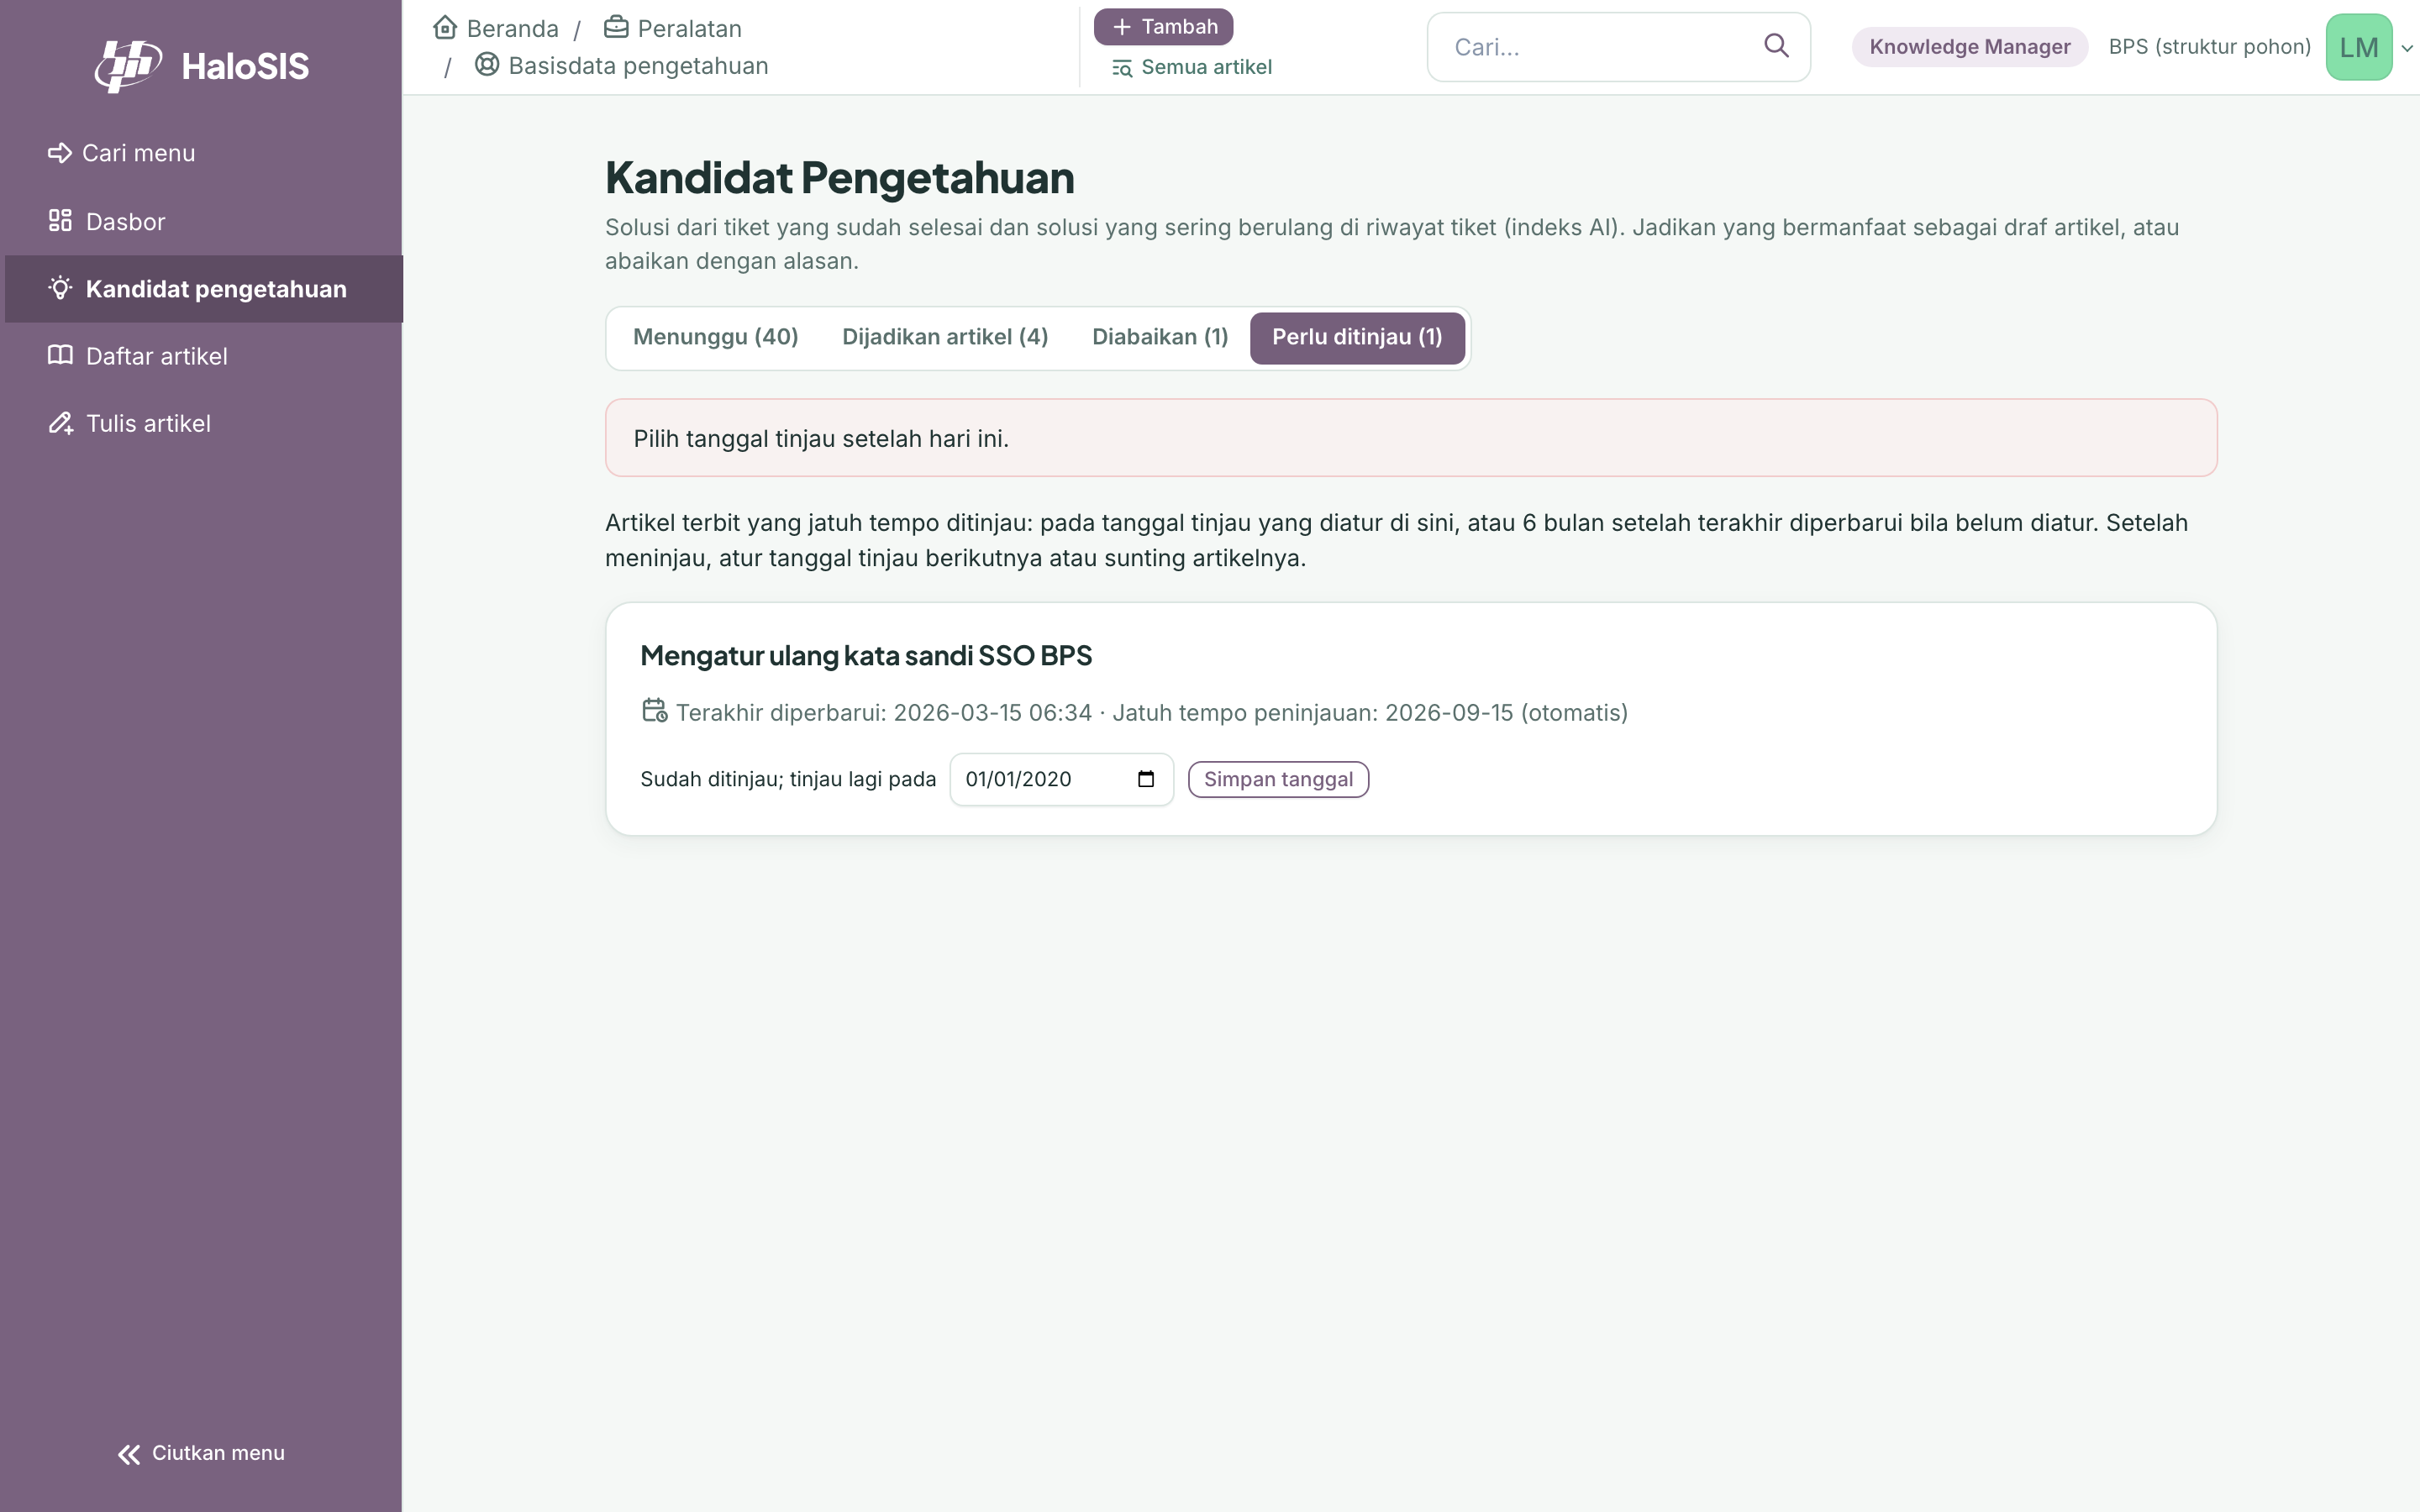 HaloSIS
Cari menu
Dasbor
Kandidat pengetahuan
Daftar artikel
Tulis artikel
Ciutkan menu
Beranda / Peralatan
/ Basisdata pengetahuan
Tambah
Semua artikel
Cari...
Knowledge Manager
BPS (struktur pohon)
LM
Kandidat Pengetahuan
Solusi dari tiket yang sudah selesai dan solusi yang sering berulang di riwayat tiket (indeks AI). Jadikan yang bermanfaat sebagai draf artikel, atau
abaikan dengan alasan.
Menunggu (40) Dijadikan artikel (4) Diabaikan (1) Perlu ditinjau (1)
Pilih tanggal tinjau setelah hari ini.
Artikel terbit yang jatuh tempo ditinjau: pada tanggal tinjau yang diatur di sini, atau 6 bulan setelah terakhir diperbarui bila belum diatur. Setelah
meninjau, atur tanggal tinjau berikutnya atau sunting artikelnya.
Mengatur ulang kata sandi SSO BPS
Terakhir diperbarui: 2026-03-15 06:34 · Jatuh tempo peninjauan: 2026-09-15 (otomatis)
Sudah ditinjau; tinjau lagi pada 01/01/2020 Simpan tanggal